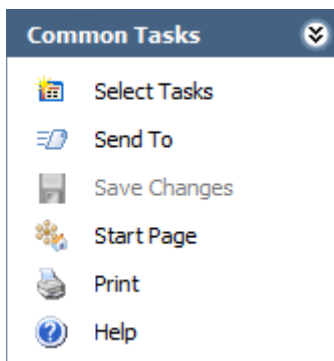 Common Tasks
Select Tasks
Send To
Save Changes
Start Page
Print
Help